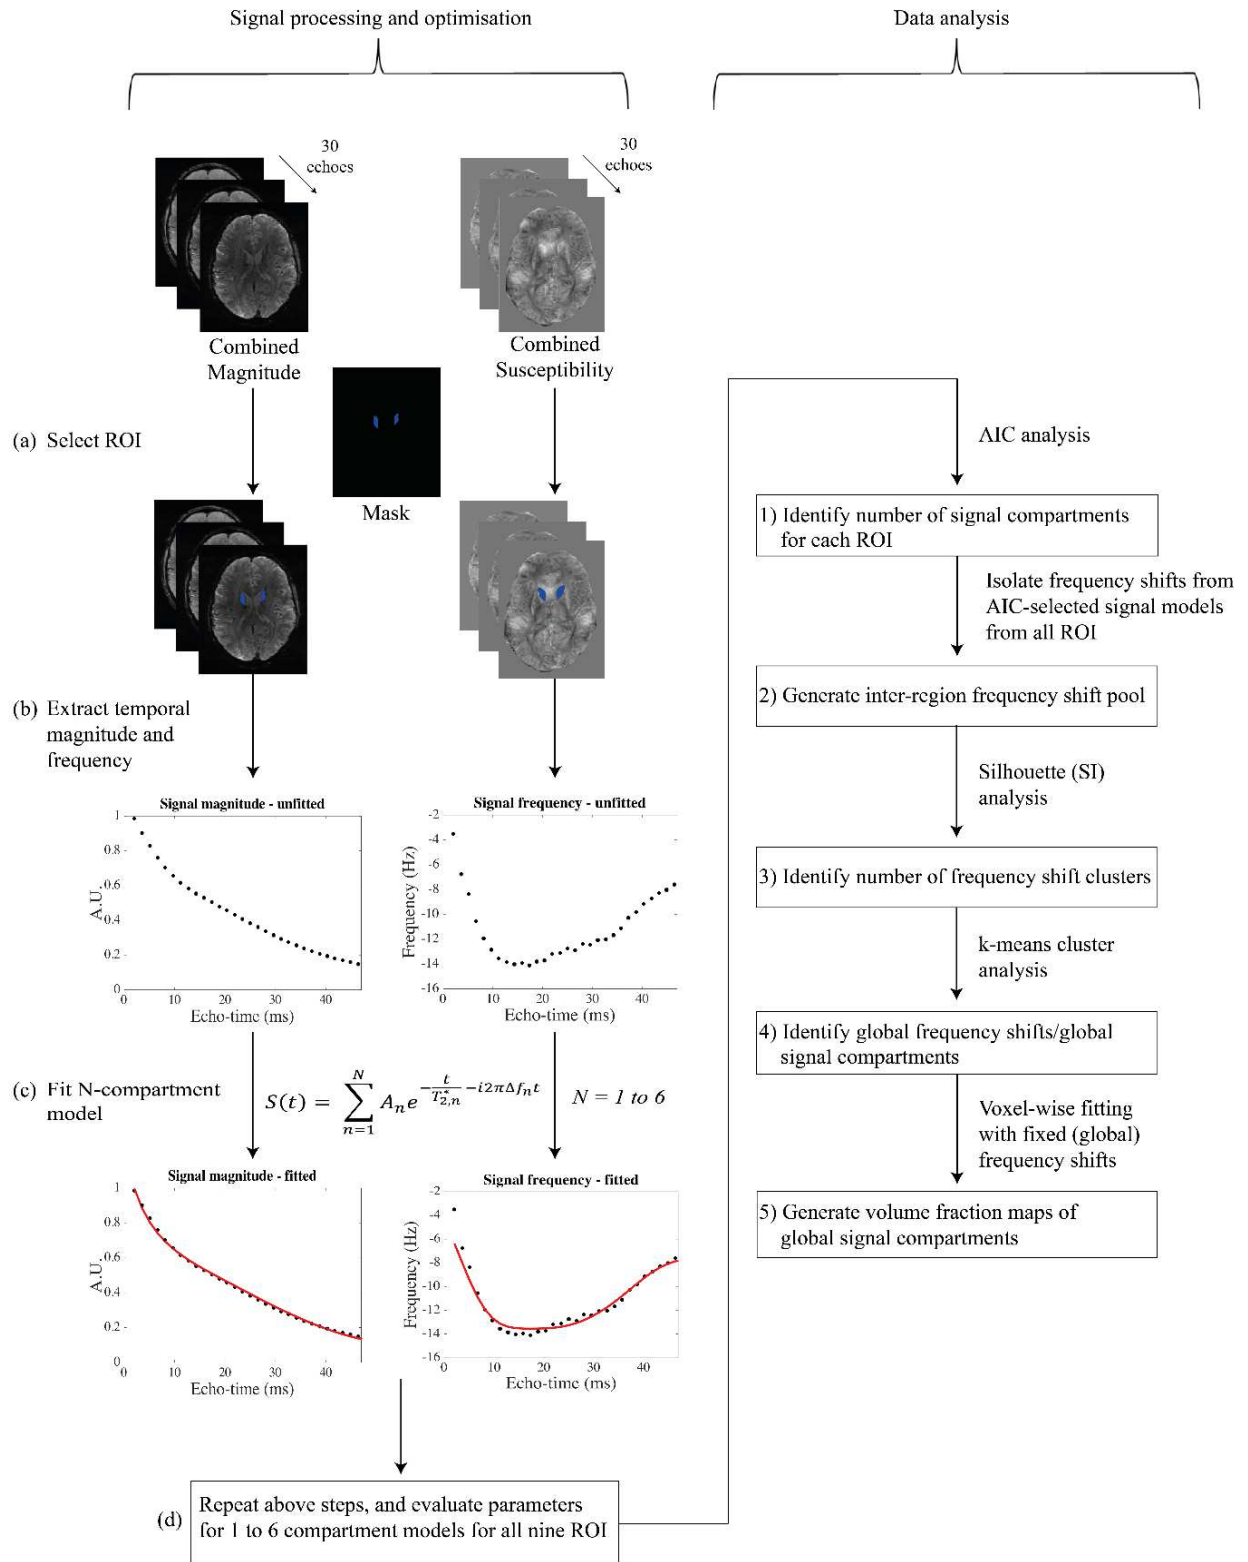 Signal processing and optimisation
Data analysis
30
echoes
30
echoes
Combined
Magnitude
Combined
Susceptibility
(a) Select ROI
Mask
(b) Extract temporal
magnitude and
frequency
Signal magnitude - unfitted
1
0.8
0.6
0.4
0.2
0
A.U.
0 10 20 30 40
Echo-time (ms)
Signal frequency - unfitted
-2
-4
-6
-8
-10
-12
-14
-16
Frequency (Hz)
0 10 20 30 40
Echo-time (ms)
(c) Fit N-compartment
model
S(t) = \sum_{n=1}^{N} A_n e^{-\frac{t}{T_{2,n}^*} - i2\pi\Delta f_n t}
N = 1 to 6
Signal magnitude - fitted
1
0.8
0.6
0.4
0.2
0
A.U.
0 10 20 30 40
Echo-time (ms)
Signal frequency - fitted
-2
-4
-6
-8
-10
-12
-14
-16
Frequency (Hz)
0 10 20 30 40
Echo-time (ms)
(d) Repeat above steps, and evaluate parameters
for 1 to 6 compartment models for all nine ROI
AIC analysis
1) Identify number of signal compartments
for each ROI
Isolate frequency shifts from
AIC-selected signal models
from all ROI
2) Generate inter-region frequency shift pool
Silhouette (SI)
analysis
3) Identify number of frequency shift clusters
k-means cluster
analysis
4) Identify global frequency shifts/global
signal compartments
Voxel-wise fitting
with fixed (global)
frequency shifts
5) Generate volume fraction maps of
global signal compartments